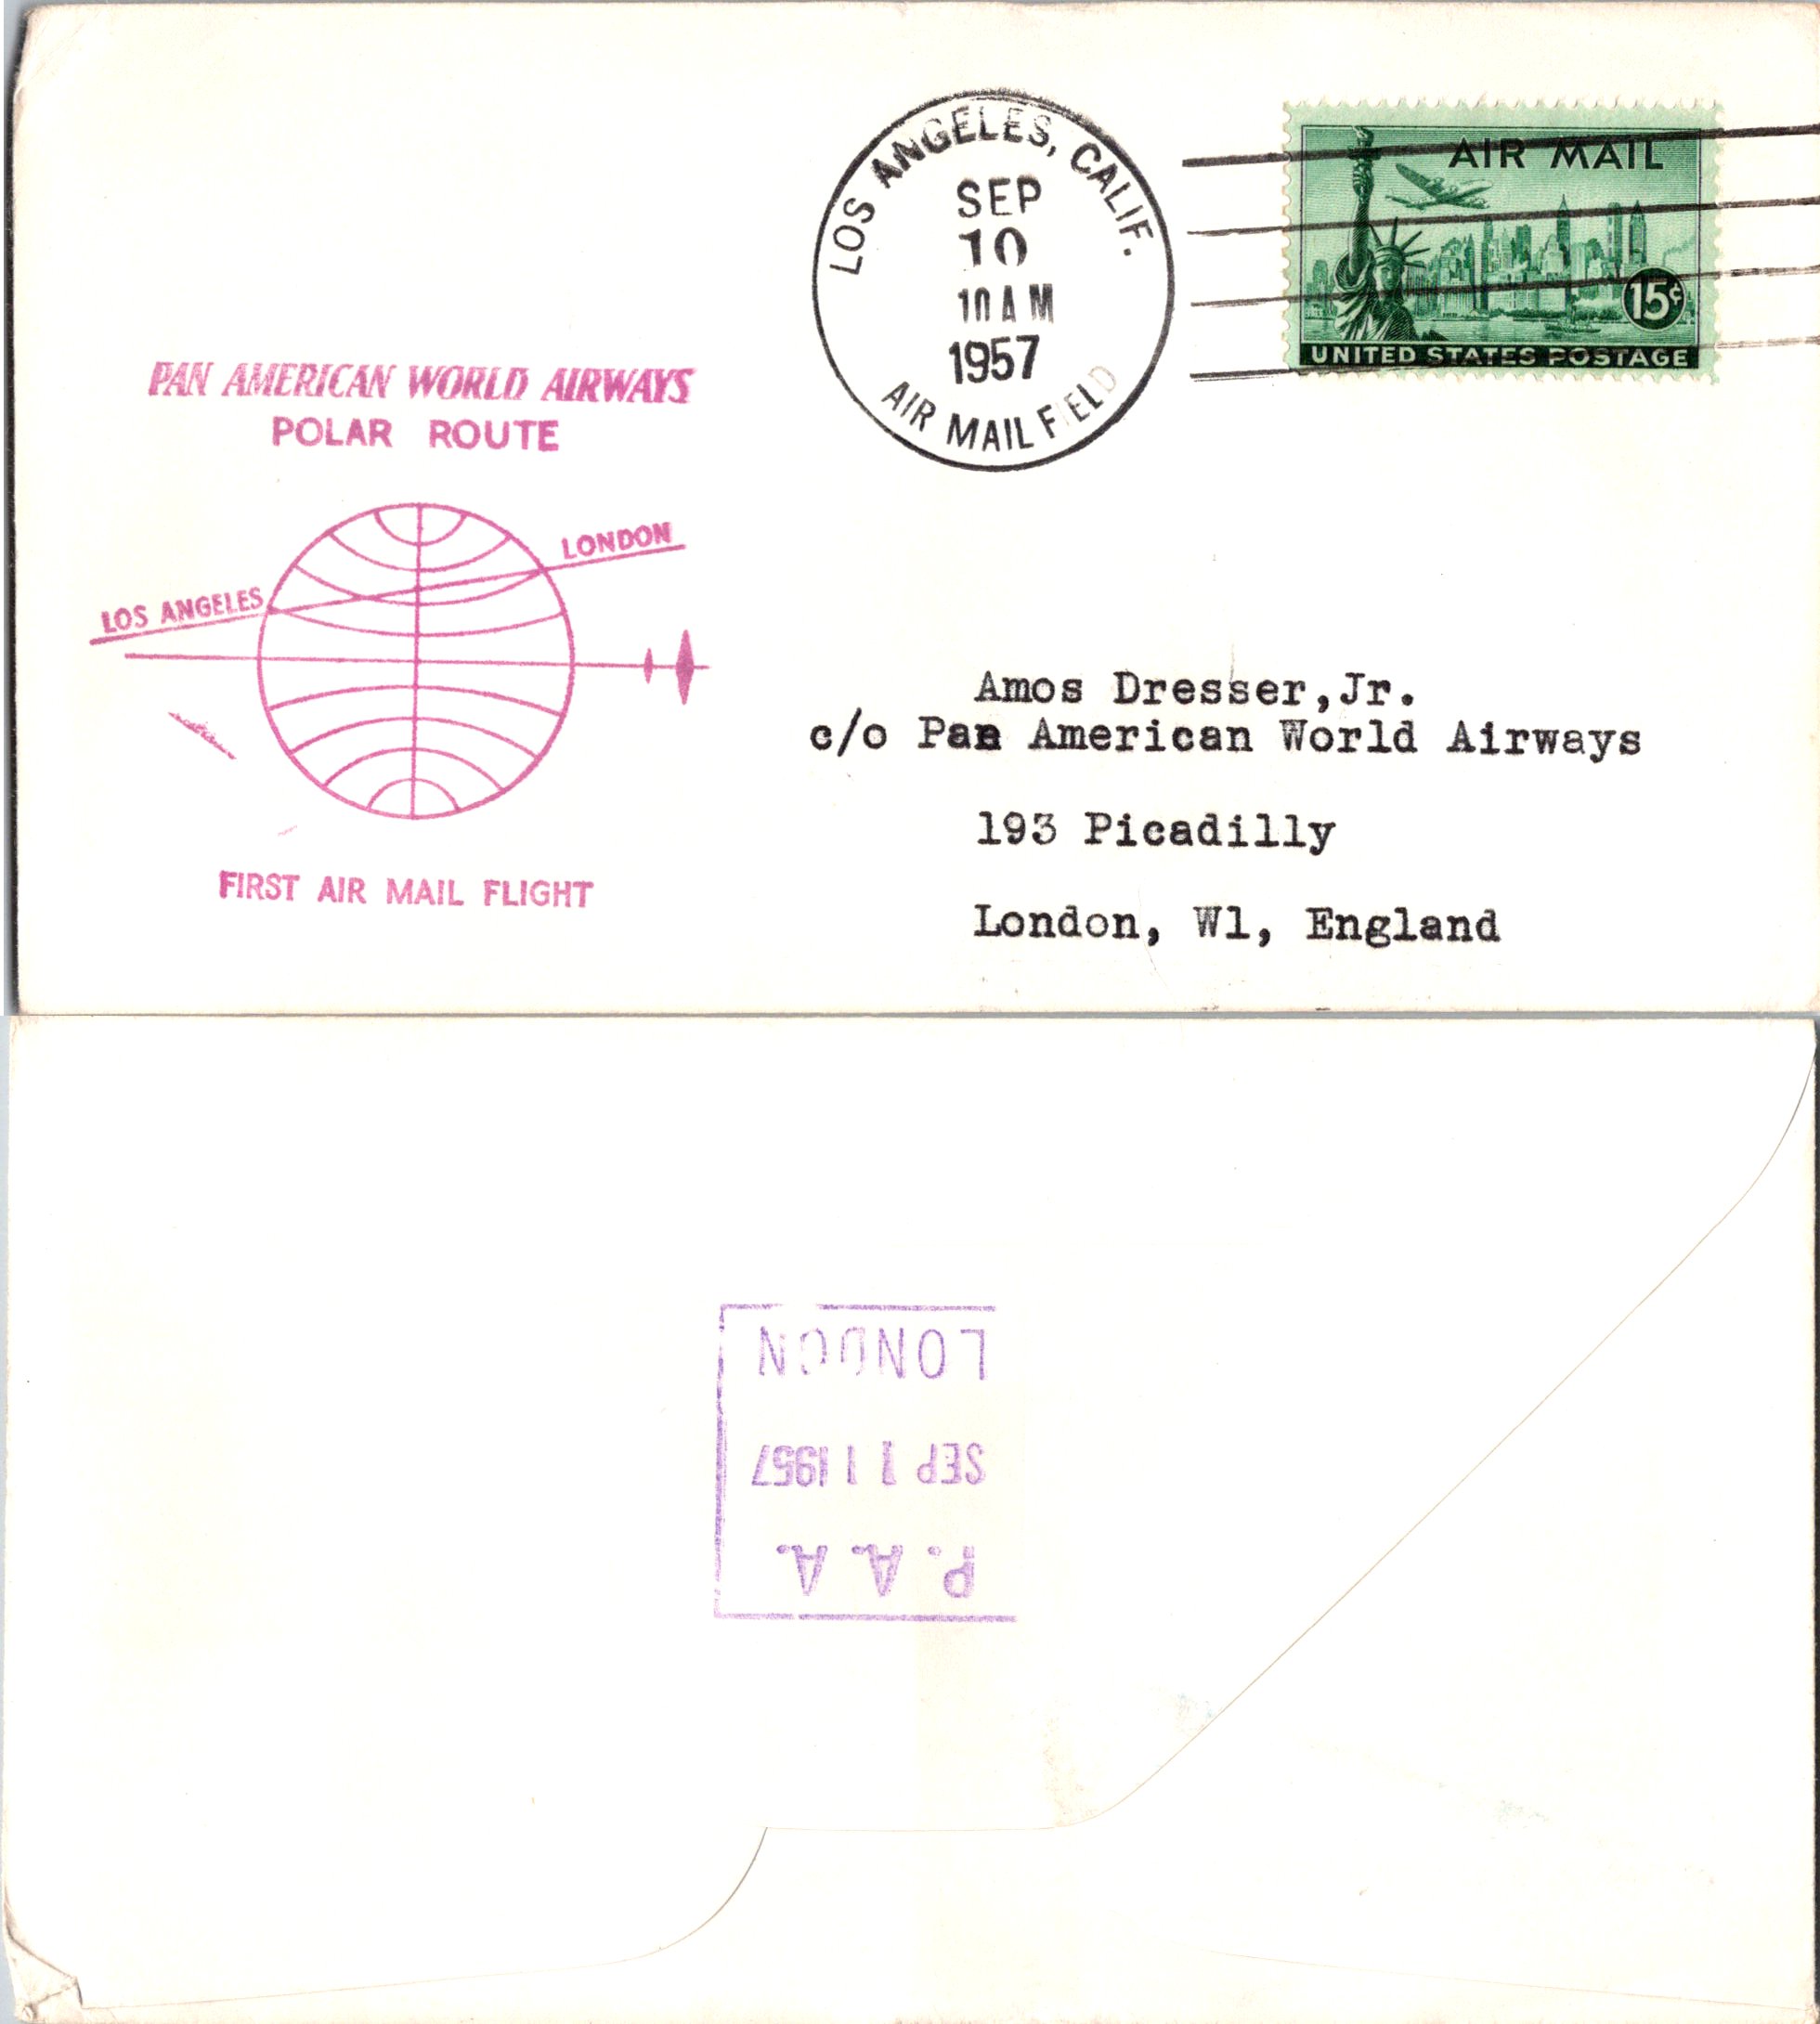 LOS ANGELES, CALIF.
SEP
10
10 AM
1957
AIR MAIL FIELD
AIR MAIL
15¢
UNITED STATES POSTAGE
PAN AMERICAN WORLD AIRWAYS
POLAR ROUTE
LONDON
LOS ANGELES
FIRST AIR MAIL FLIGHT
Amos Dresser,Jr.
c/o Pan American World Airways
193 Picadilly
London, W1, England
P.A.A.
SEP 11 1957
LONDON